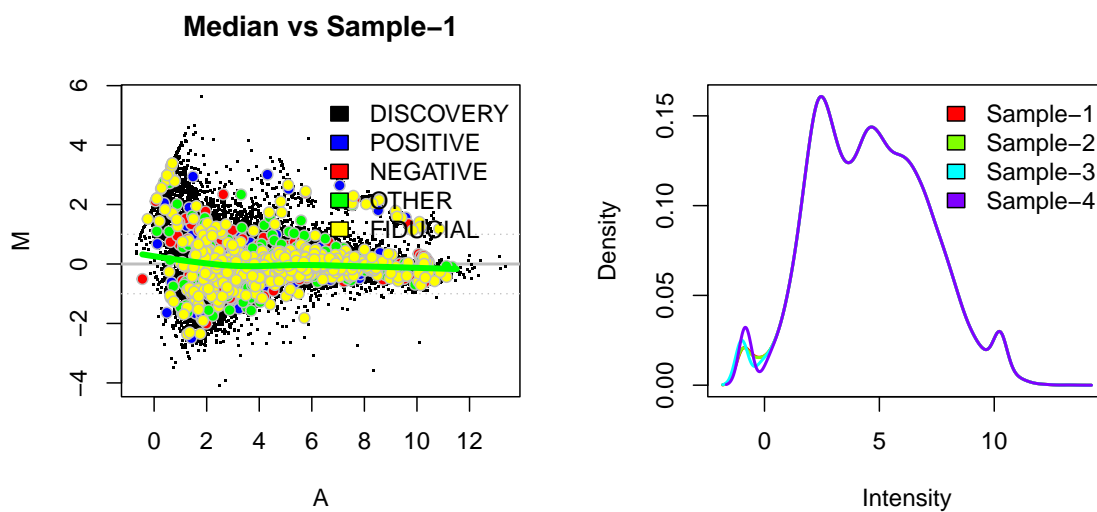 Median vs Sample−1
M
6
4
2
0
−2
−4
DISCOVERY
POSITIVE
NEGATIVE
OTHER
FIDUCIAL
0 2 4 6 8 10 12
A
Density
0.15
0.10
0.05
0.00
Sample−1
Sample−2
Sample−3
Sample−4
0 5 10
Intensity